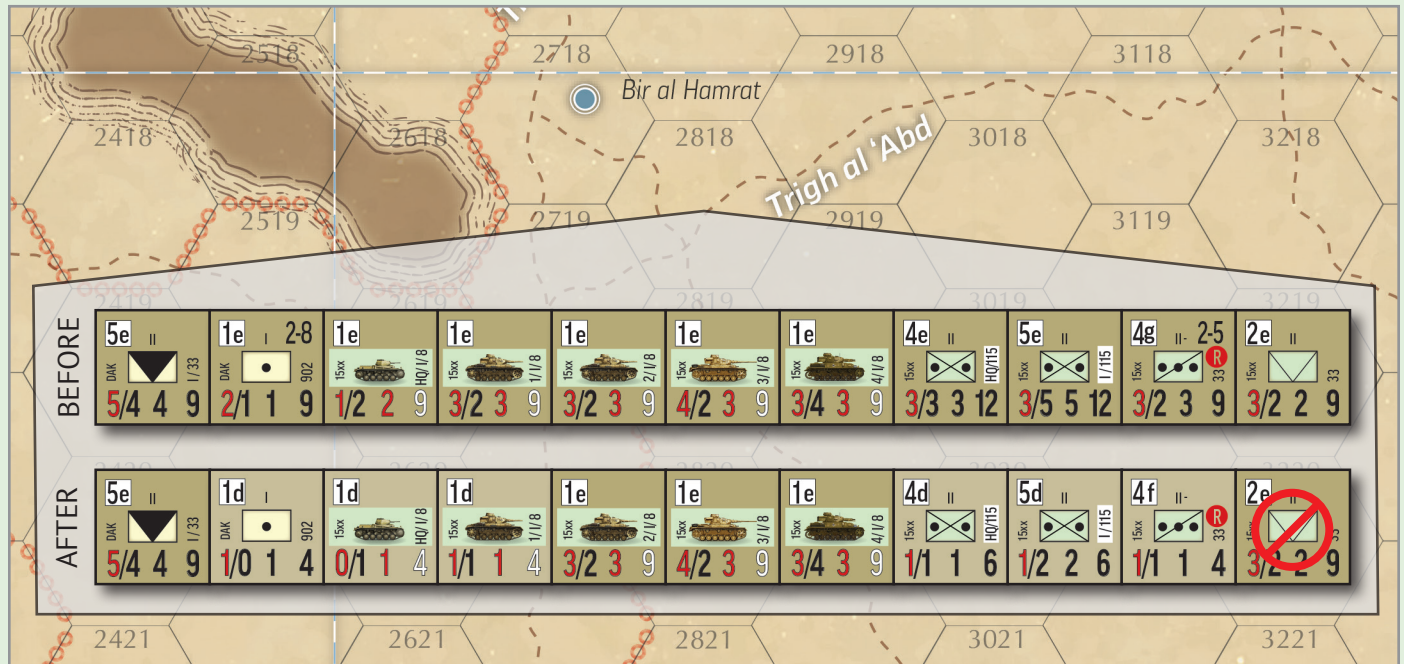 2518 2718 2918 3118
Bir al Hamrat
2418 2618 2818 3018 3218
Trigh al ‘Abd
2519 2719 2919 3119
2419 2619 2819 3019 3219
BEFORE
5e II DAK I/33 5/4 4 9
1e I 2-8 DAK 902 2/1 1 9
1e 15xx HQ/I/8 1/2 2 9
1e 15xx 1/I/8 3/2 3 9
1e 15xx 2/I/8 3/2 3 9
1e 15xx 3/I/8 4/2 3 9
1e 15xx 4/I/8 3/4 3 9
4e II 15xx HQ/115 3/3 3 12
5e II 15xx I/115 3/5 5 12
4g II- 2-5 15xx R 33 3/2 3 9
2e II 15xx 33 3/2 2 9
2420 2620 2820 3020 3220
AFTER
5e II DAK I/33 5/4 4 9
1d I DAK 902 1/0 1 4
1d 15xx HQ/I/8 0/1 1 4
1d 15xx 1/I/8 1/1 1 4
1e 15xx 2/I/8 3/2 3 9
1e 15xx 3/I/8 4/2 3 9
1e 15xx 4/I/8 3/4 3 9
4d II 15xx HQ/115 1/1 1 6
5d II 15xx I/115 1/2 2 6
4f II- 15xx R 33 1/1 1 4
2e II 15xx 33 3/2 2 9
2421 2621 2821 3021 3221